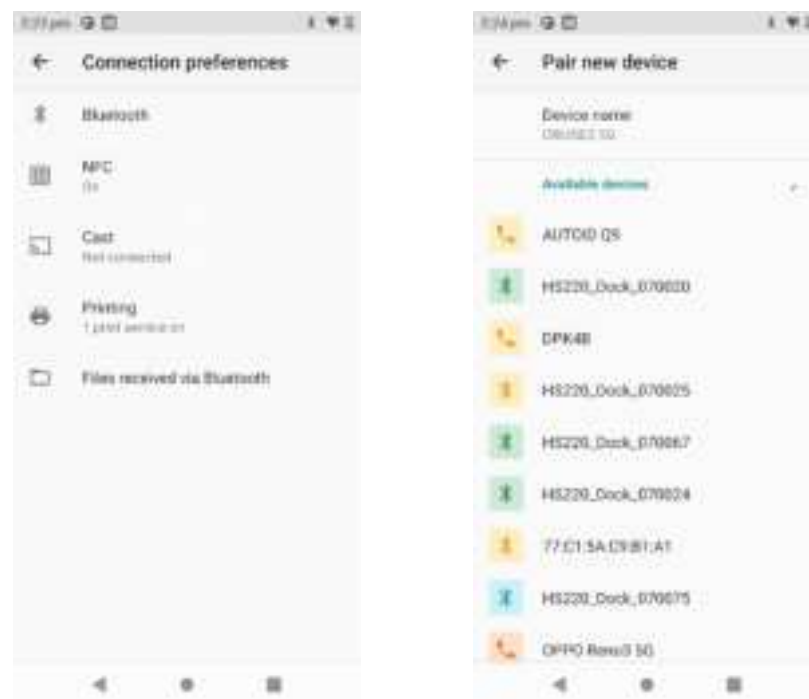 Connection preferences
Bluetooth
NFC
On
Cast
Not connected
Printing
1 print service on
Files received via Bluetooth
Pair new device
Device name
Available devices
AUTOID Q9
HS220_Dock_070020
DPK4B
HS220_Dock_070025
HS220_Dock_070067
HS220_Dock_070024
77:C1:5A:C9:B1:A1
HS220_Dock_070075
OPPO Reno3 5G